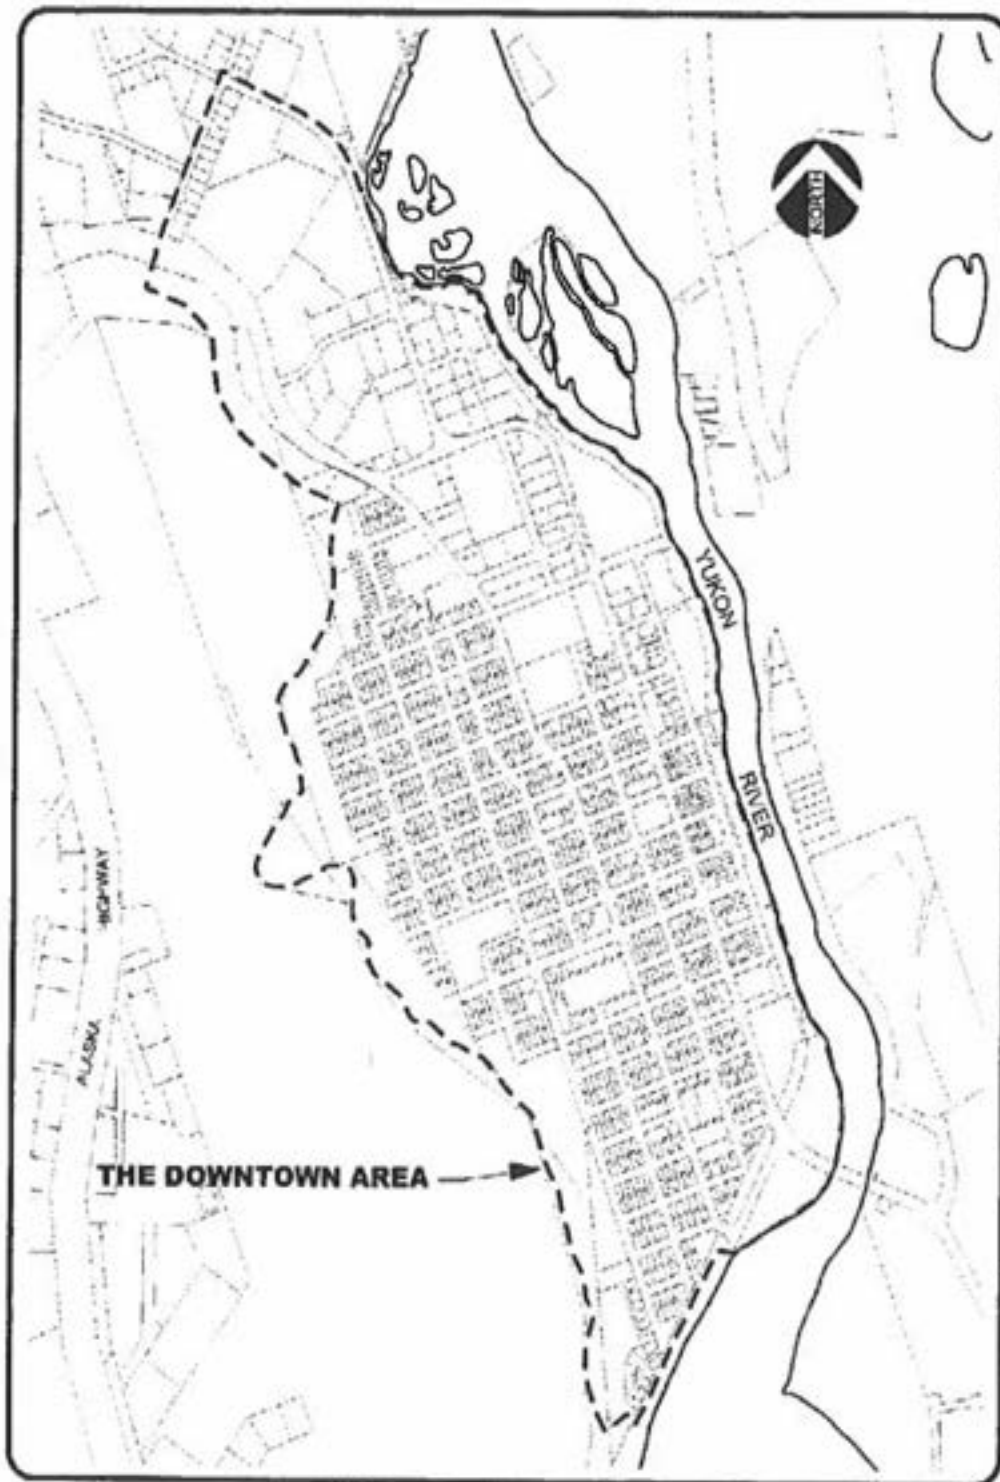 NORTH
YUKON
RIVER
HIGHWAY
ALASKA
THE DOWNTOWN AREA